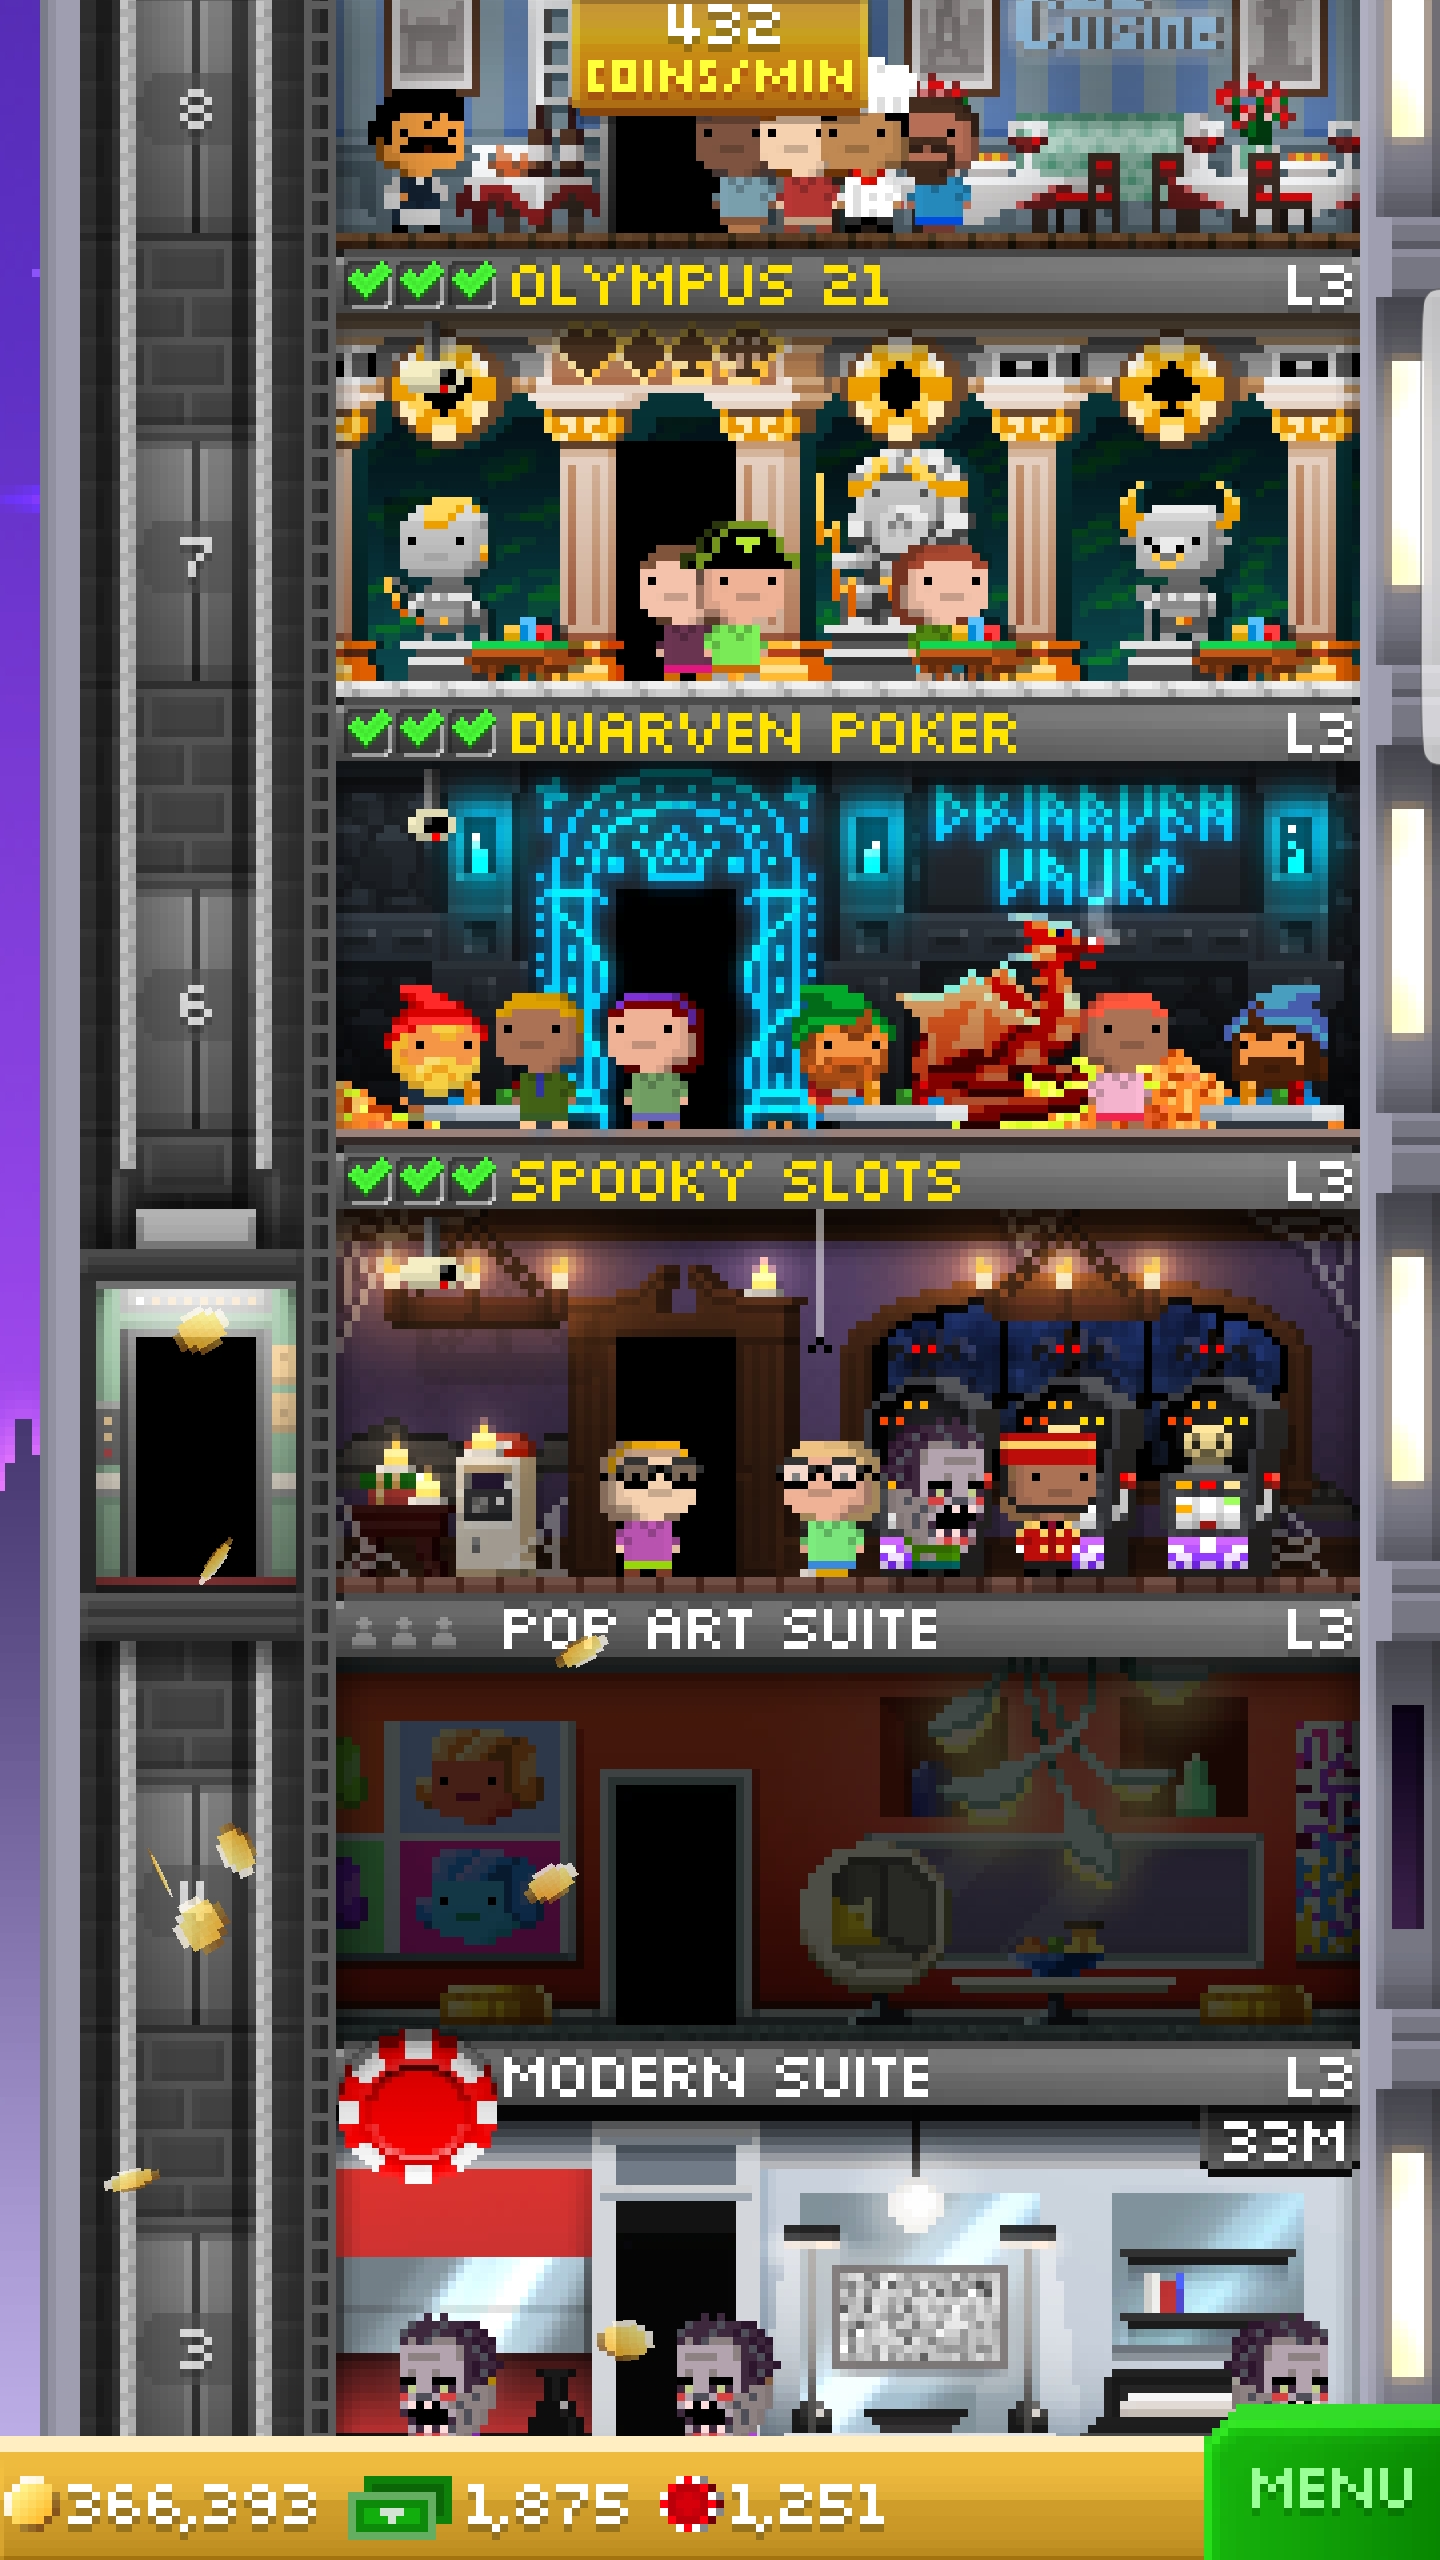 432
COINS/MIN
Cuisine
8
OLYMPUS 21
L3
7
DWARVEN POKER
L3
DWARVEN
VAULT
6
SPOOKY SLOTS
L3
POP ART SUITE
L3
MODERN SUITE
L3
33M
3
366,393
1,875
1,251
MENU